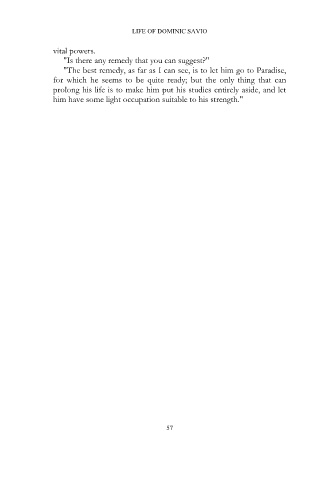 LIFE OF DOMINIC SAVIO
vital powers.
"Is there any remedy that you can suggest?"
"The best remedy, as far as I can see, is to let him go to Paradise,
for which he seems to be quite ready; but the only thing that can
prolong his life is to make him put his studies entirely aside, and let
him have some light occupation suitable to his strength."
57